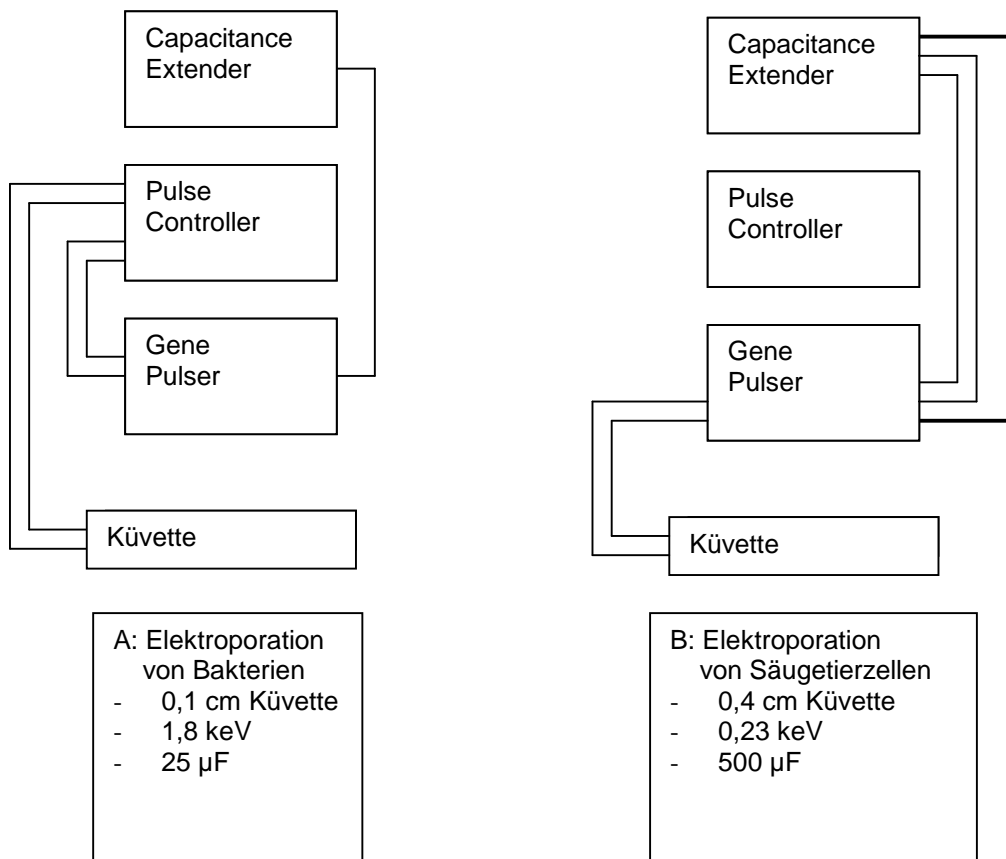 Capacitance
Extender
Pulse
Controller
Gene
Pulser
Küvette
A: Elektroporation
von Bakterien
- 0,1 cm Küvette
- 1,8 keV
- 25 µF
Capacitance
Extender
Pulse
Controller
Gene
Pulser
Küvette
B: Elektroporation
von Säugetierzellen
- 0,4 cm Küvette
- 0,23 keV
- 500 µF